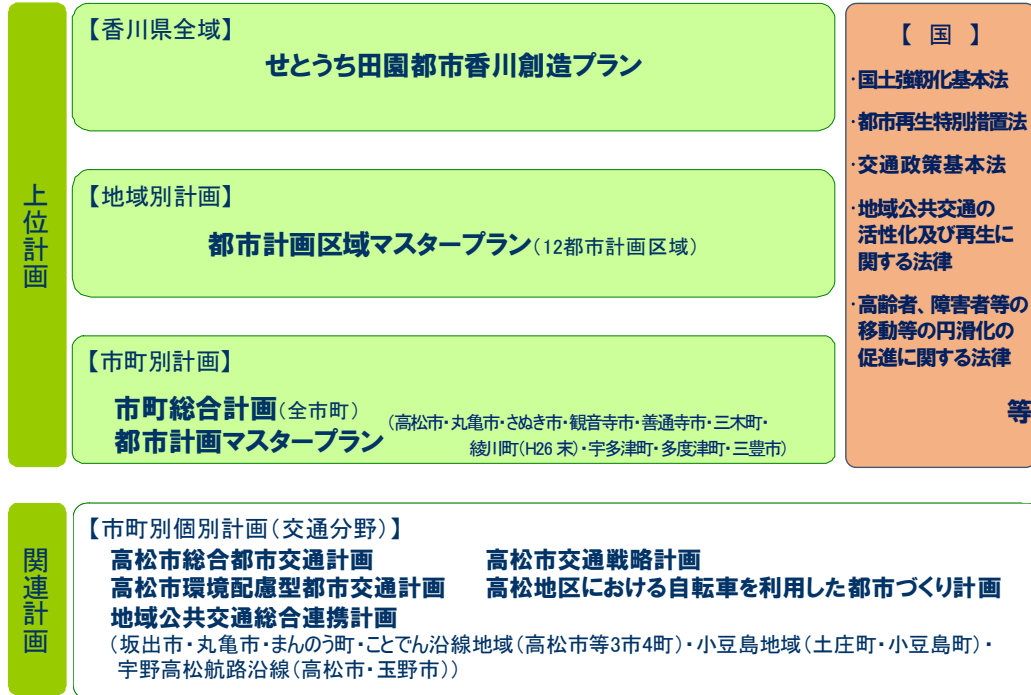 上位計画
【香川県全域】
せとうち田園都市香川創造プラン
【地域別計画】
都市計画区域マスタープラン(12都市計画区域)
【市町別計画】
市町総合計画(全市町)
都市計画マスタープラン
(高松市・丸亀市・さぬき市・観音寺市・善通寺市・三木町・
綾川町(H26 末)・宇多津町・多度津町・三豊市)
【 国 】
・国土強靭化基本法
・都市再生特別措置法
・交通政策基本法
・地域公共交通の
活性化及び再生に
関する法律
・高齢者、障害者等の
移動等の円滑化の
促進に関する法律
等
関連計画
【市町別個別計画(交通分野)】
高松市総合都市交通計画 高松市交通戦略計画
高松市環境配慮型都市交通計画 高松地区における自転車を利用した都市づくり計画
地域公共交通総合連携計画
(坂出市・丸亀市・まんのう町・ことでん沿線地域(高松市等3市4町)・小豆島地域(土庄町・小豆島町)・
宇野高松航路沿線(高松市・玉野市))